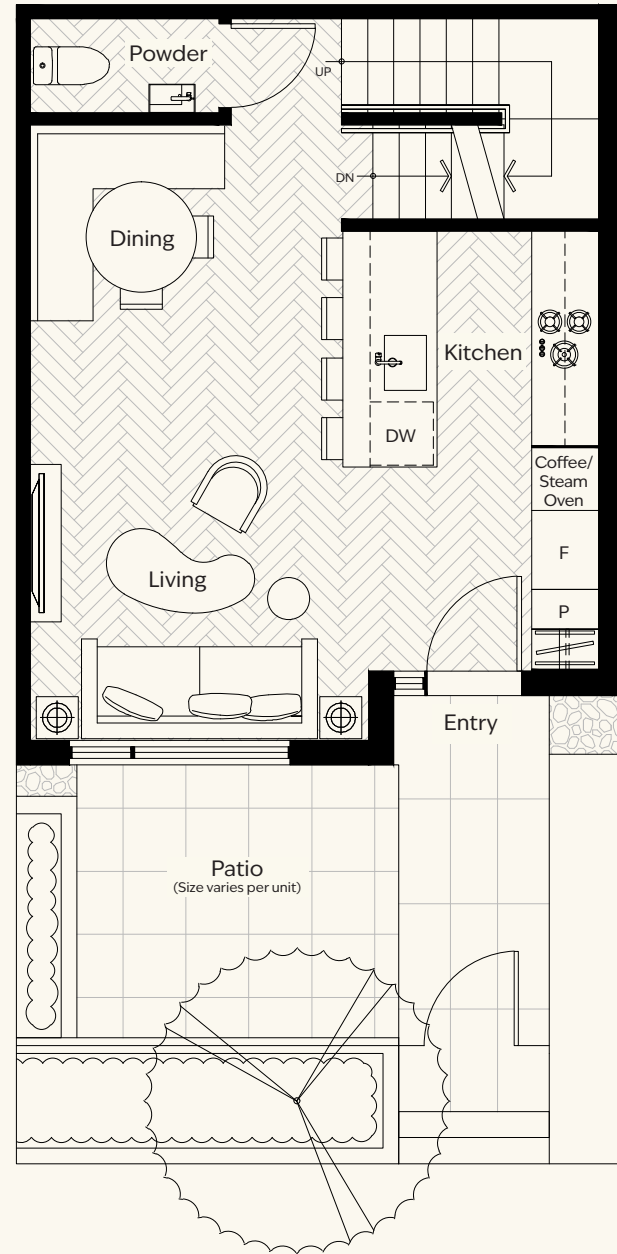 Powder
UP
DN
Dining
Kitchen
DW
Coffee/
Steam
Oven
F
Living
P
Entry
Patio
(Size varies per unit)